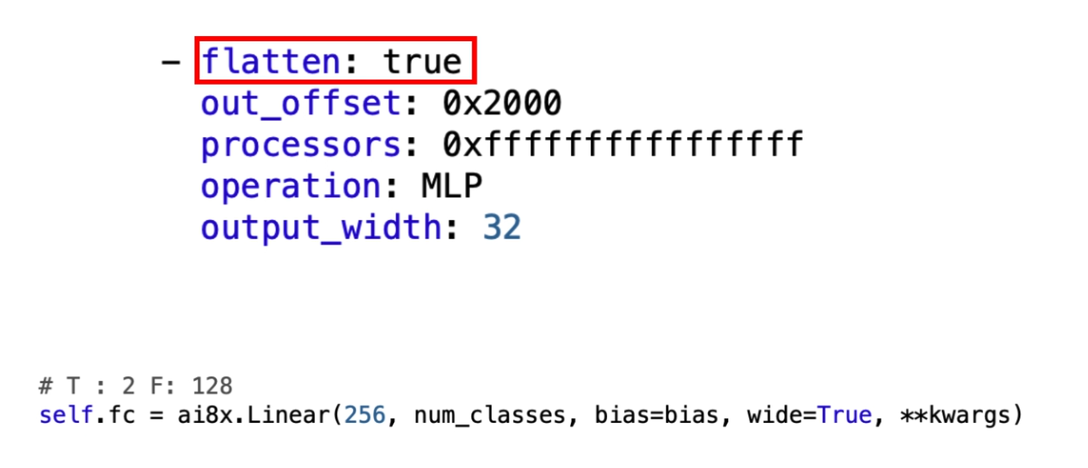 - flatten: true
out_offset: 0x2000
processors: 0xffffffffffffffff
operation: MLP
output_width: 32
# T : 2 F: 128
self.fc = ai8x.Linear(256, num_classes, bias=bias, wide=True, **kwargs)